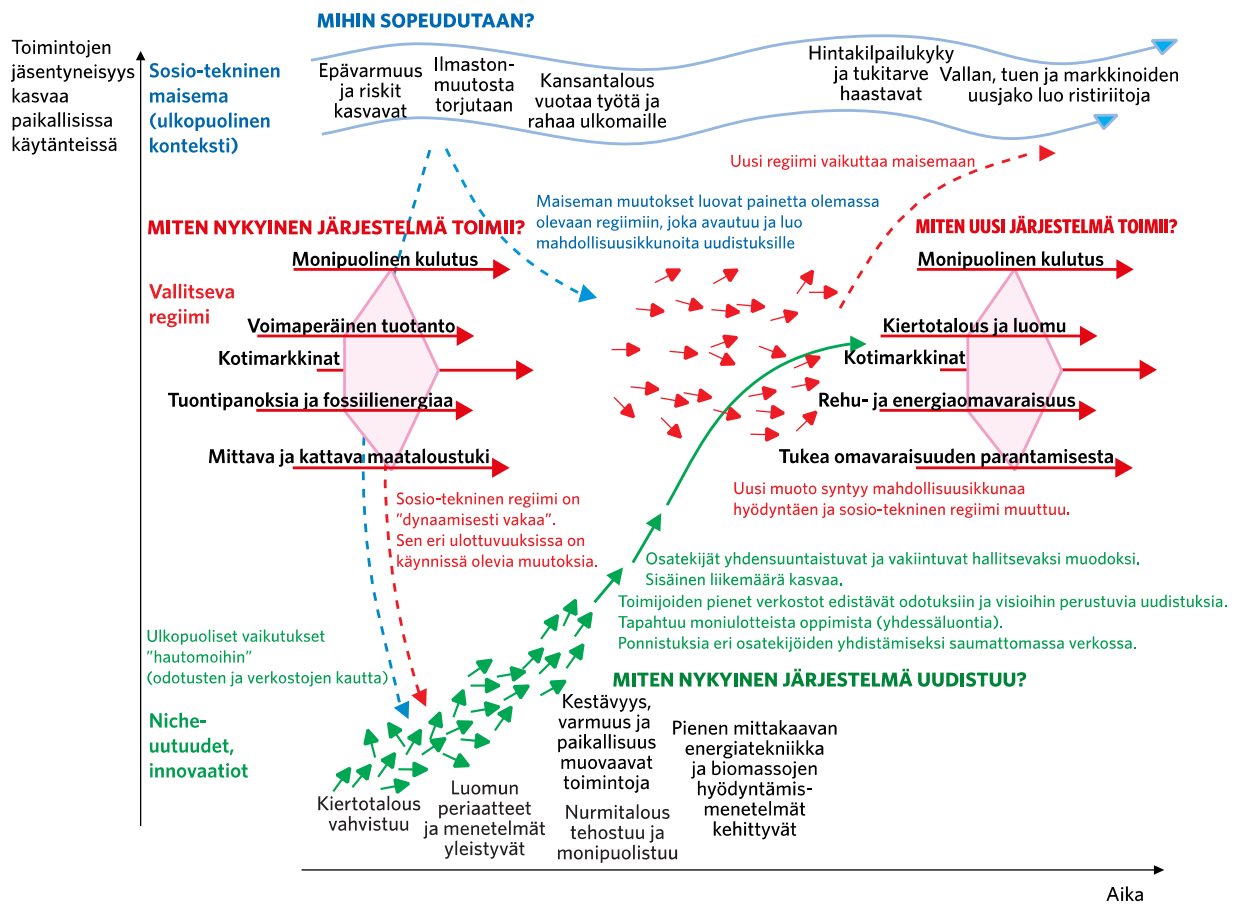 MIHIN SOPEUDUTAAN?
Toimintojen
jäsentyneisyys
kasvaa
paikallisissa
käytänteissä
Sosio-tekninen
maisema
(ulkopuolinen
konteksti)
Epävarmuus
ja riskit
kasvavat
Ilmaston-
muutosta
torjutaan
Kansantalous
vuotaa työtä ja
rahaa ulkomaille
Hintakilpailukyky
ja tukitarve
haastavat
Vallan, tuen ja markkinoiden
uusjako luo ristiriitoja
Uusi regiimi vaikuttaa maisemaan
Maiseman muutokset luovat painetta olemassa
olevaan regiimiin, joka avautuu ja luo
mahdollisuusikkunoita uudistuksille
MITEN NYKYINEN JÄRJESTELMÄ TOIMII?
Vallitseva
regiimi
Monipuolinen kulutus
Voimaperäinen tuotanto
Kotimarkkinat
Tuontipanoksia ja fossiilienergiaa
Mittava ja kattava maataloustuki
MITEN UUSI JÄRJESTELMÄ TOIMII?
Monipuolinen kulutus
Kiertotalous ja luomu
Kotimarkkinat
Rehu- ja energiaomavaraisuus
Tukea omavaraisuuden parantamisesta
Sosio-tekninen regiimi on
"dynaamisesti vakaa".
Sen eri ulottuvuuksissa on
käynnissä olevia muutoksia.
Uusi muoto syntyy mahdollisuusikkunaa
hyödyntäen ja sosio-tekninen regiimi muuttuu.
Osatekijät yhdensuuntaistuvat ja vakiintuvat hallitsevaksi muodoksi.
Sisäinen liikemäärä kasvaa.
Toimijoiden pienet verkostot edistävät odotuksiin ja visioihin perustuvia uudistuksia.
Tapahtuu moniulotteista oppimista (yhdessäluontia).
Ponnistuksia eri osatekijöiden yhdistämiseksi saumattomassa verkossa.
Ulkopuoliset vaikutukset
"hautomoihin"
(odotusten ja verkostojen kautta)
MITEN NYKYINEN JÄRJESTELMÄ UUDISTUU?
Niche-
uutuudet,
innovaatiot
Kiertotalous
vahvistuu
Luomun
periaatteet
ja menetelmät
yleistyvät
Kestävyys,
varmuus ja
paikallisuus
muovaavat
toimintoja
Nurmitalous
tehostuu ja
monipuolistuu
Pienen mittakaavan
energiatekniikka
ja biomassojen
hyödyntämis-
menetelmät
kehittyvät
Aika